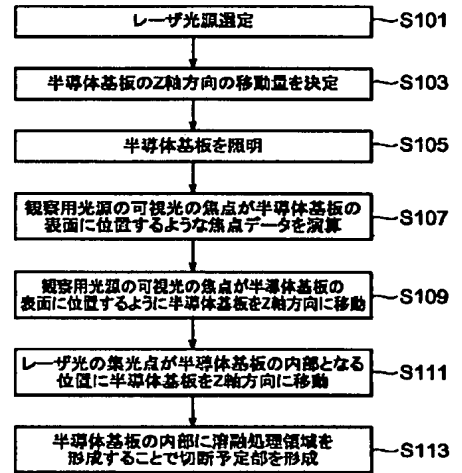 レーザ光源選定
S101
半導体基板のZ軸方向の移動量を決定
S103
半導体基板を照明
S105
観察用光源の可視光の焦点が半導体基板の
表面に位置するような焦点データを演算
S107
観察用光源の可視光の焦点が半導体基板の
表面に位置するように半導体基板をZ軸方向に移動
S109
レーザ光の集光点が半導体基板の内部となる
位置に半導体基板をZ軸方向に移動
S111
半導体基板の内部に溶融処理領域を
形成することで切断予定部を形成
S113